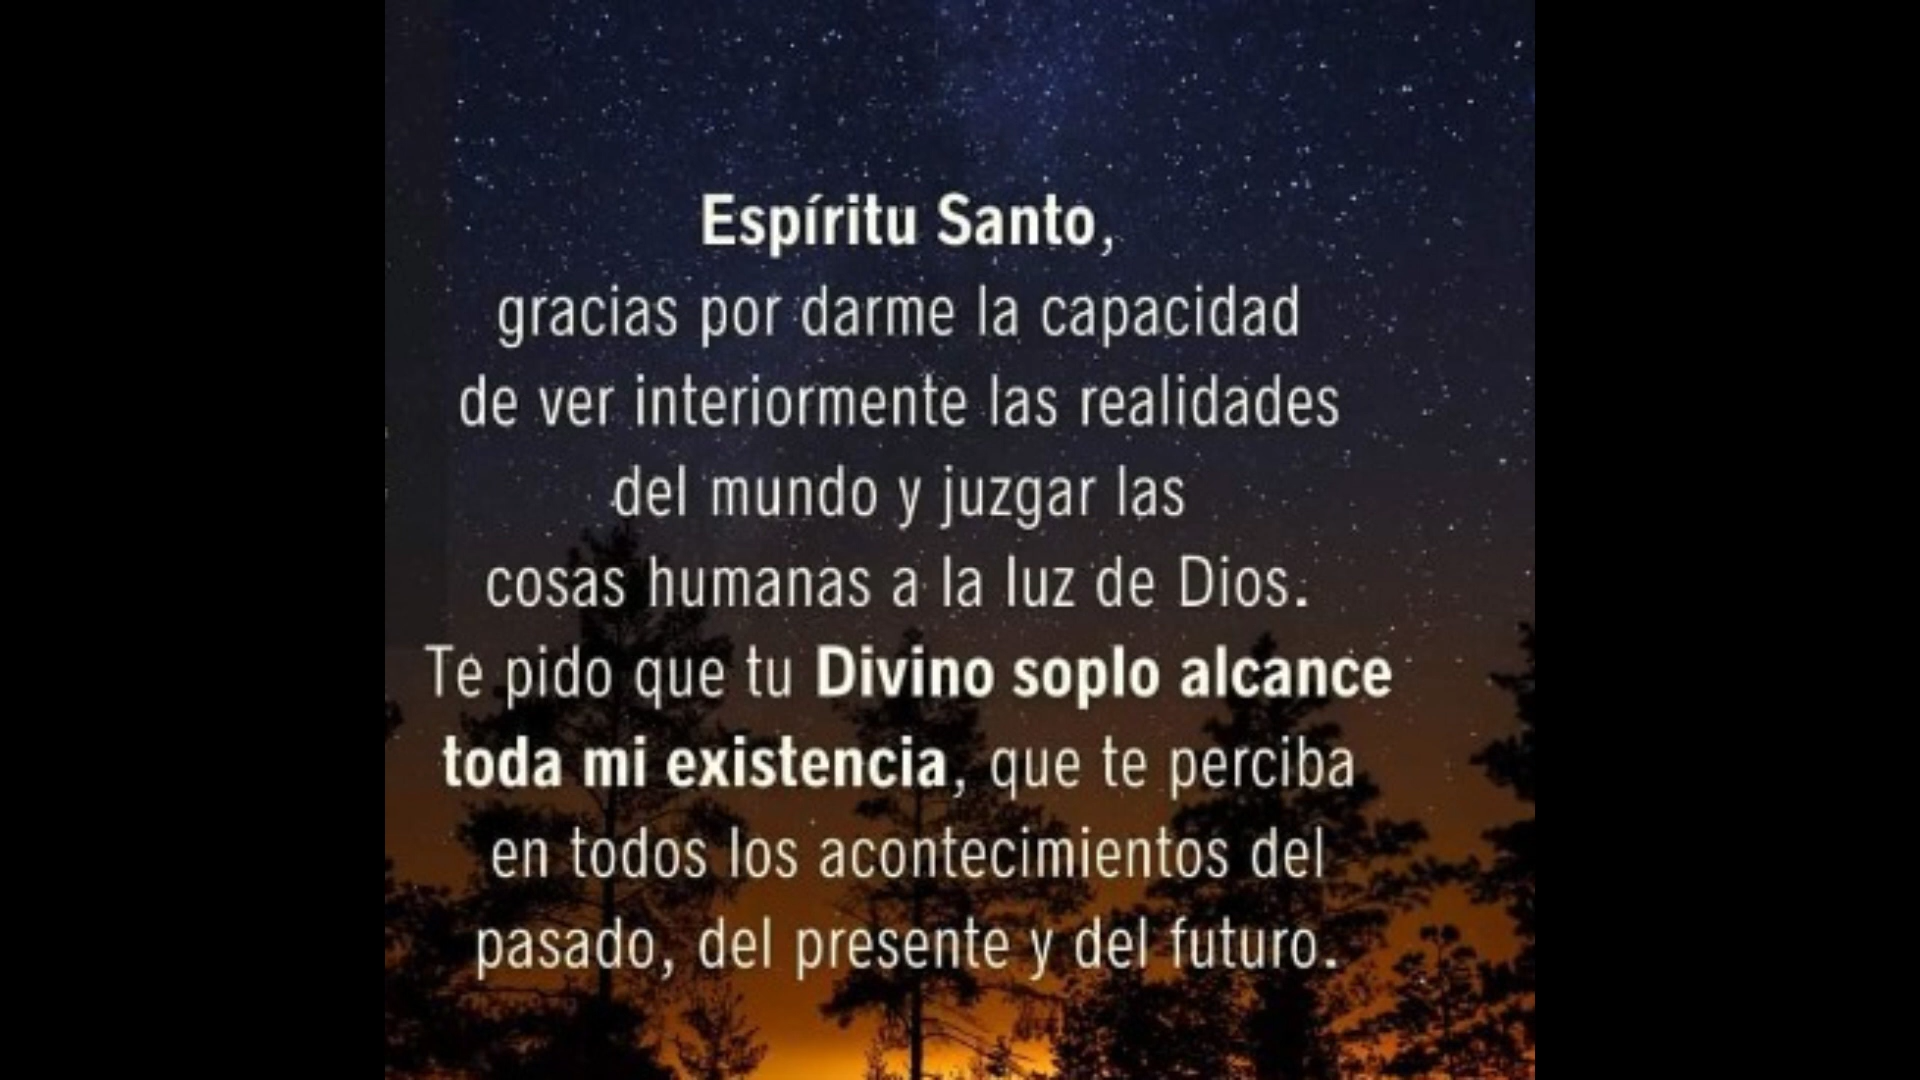 Espíritu Santo,
gracias por darme la capacidad
de ver interiormente las realidades
del mundo y juzgar las
cosas humanas a la luz de Dios.
Te pido que tu Divino soplo alcance
toda mi existencia, que te perciba
en todos los acontecimientos del
pasado, del presente y del futuro.